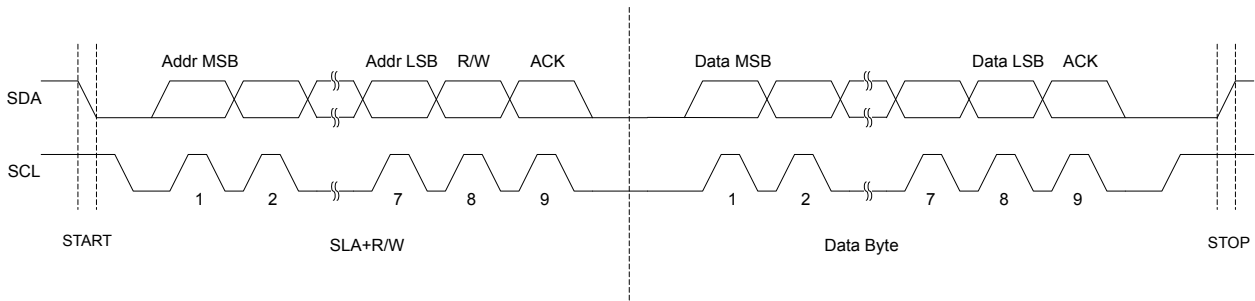 Addr MSB Addr LSB R/W ACK Data MSB Data LSB ACK
SDA
SCL
1 2 7 8 9 1 2 7 8 9
START SLA+R/W Data Byte STOP